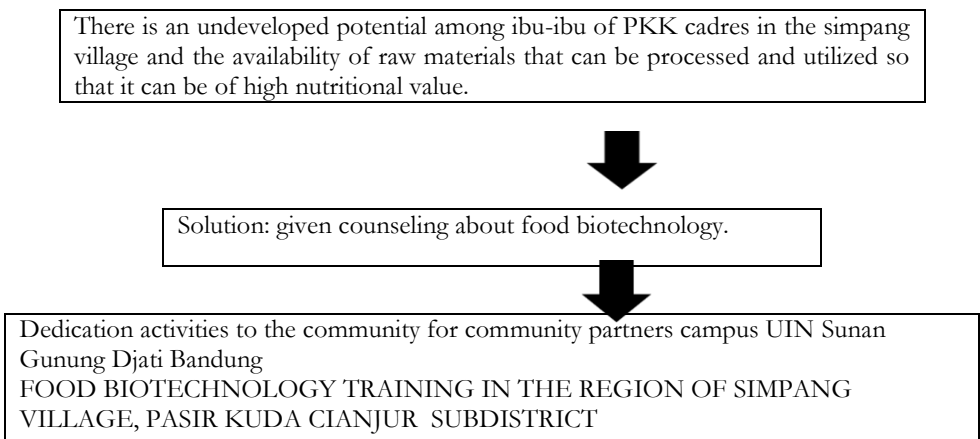 There is an undeveloped potential among ibu-ibu of PKK cadres in the simpang
village and the availability of raw materials that can be processed and utilized so
that it can be of high nutritional value.
Solution: given counseling about food biotechnology.
Dedication activities to the community for community partners campus UIN Sunan
Gunung Djati Bandung
FOOD BIOTECHNOLOGY TRAINING IN THE REGION OF SIMPANG
VILLAGE, PASIR KUDA CIANJUR SUBDISTRICT